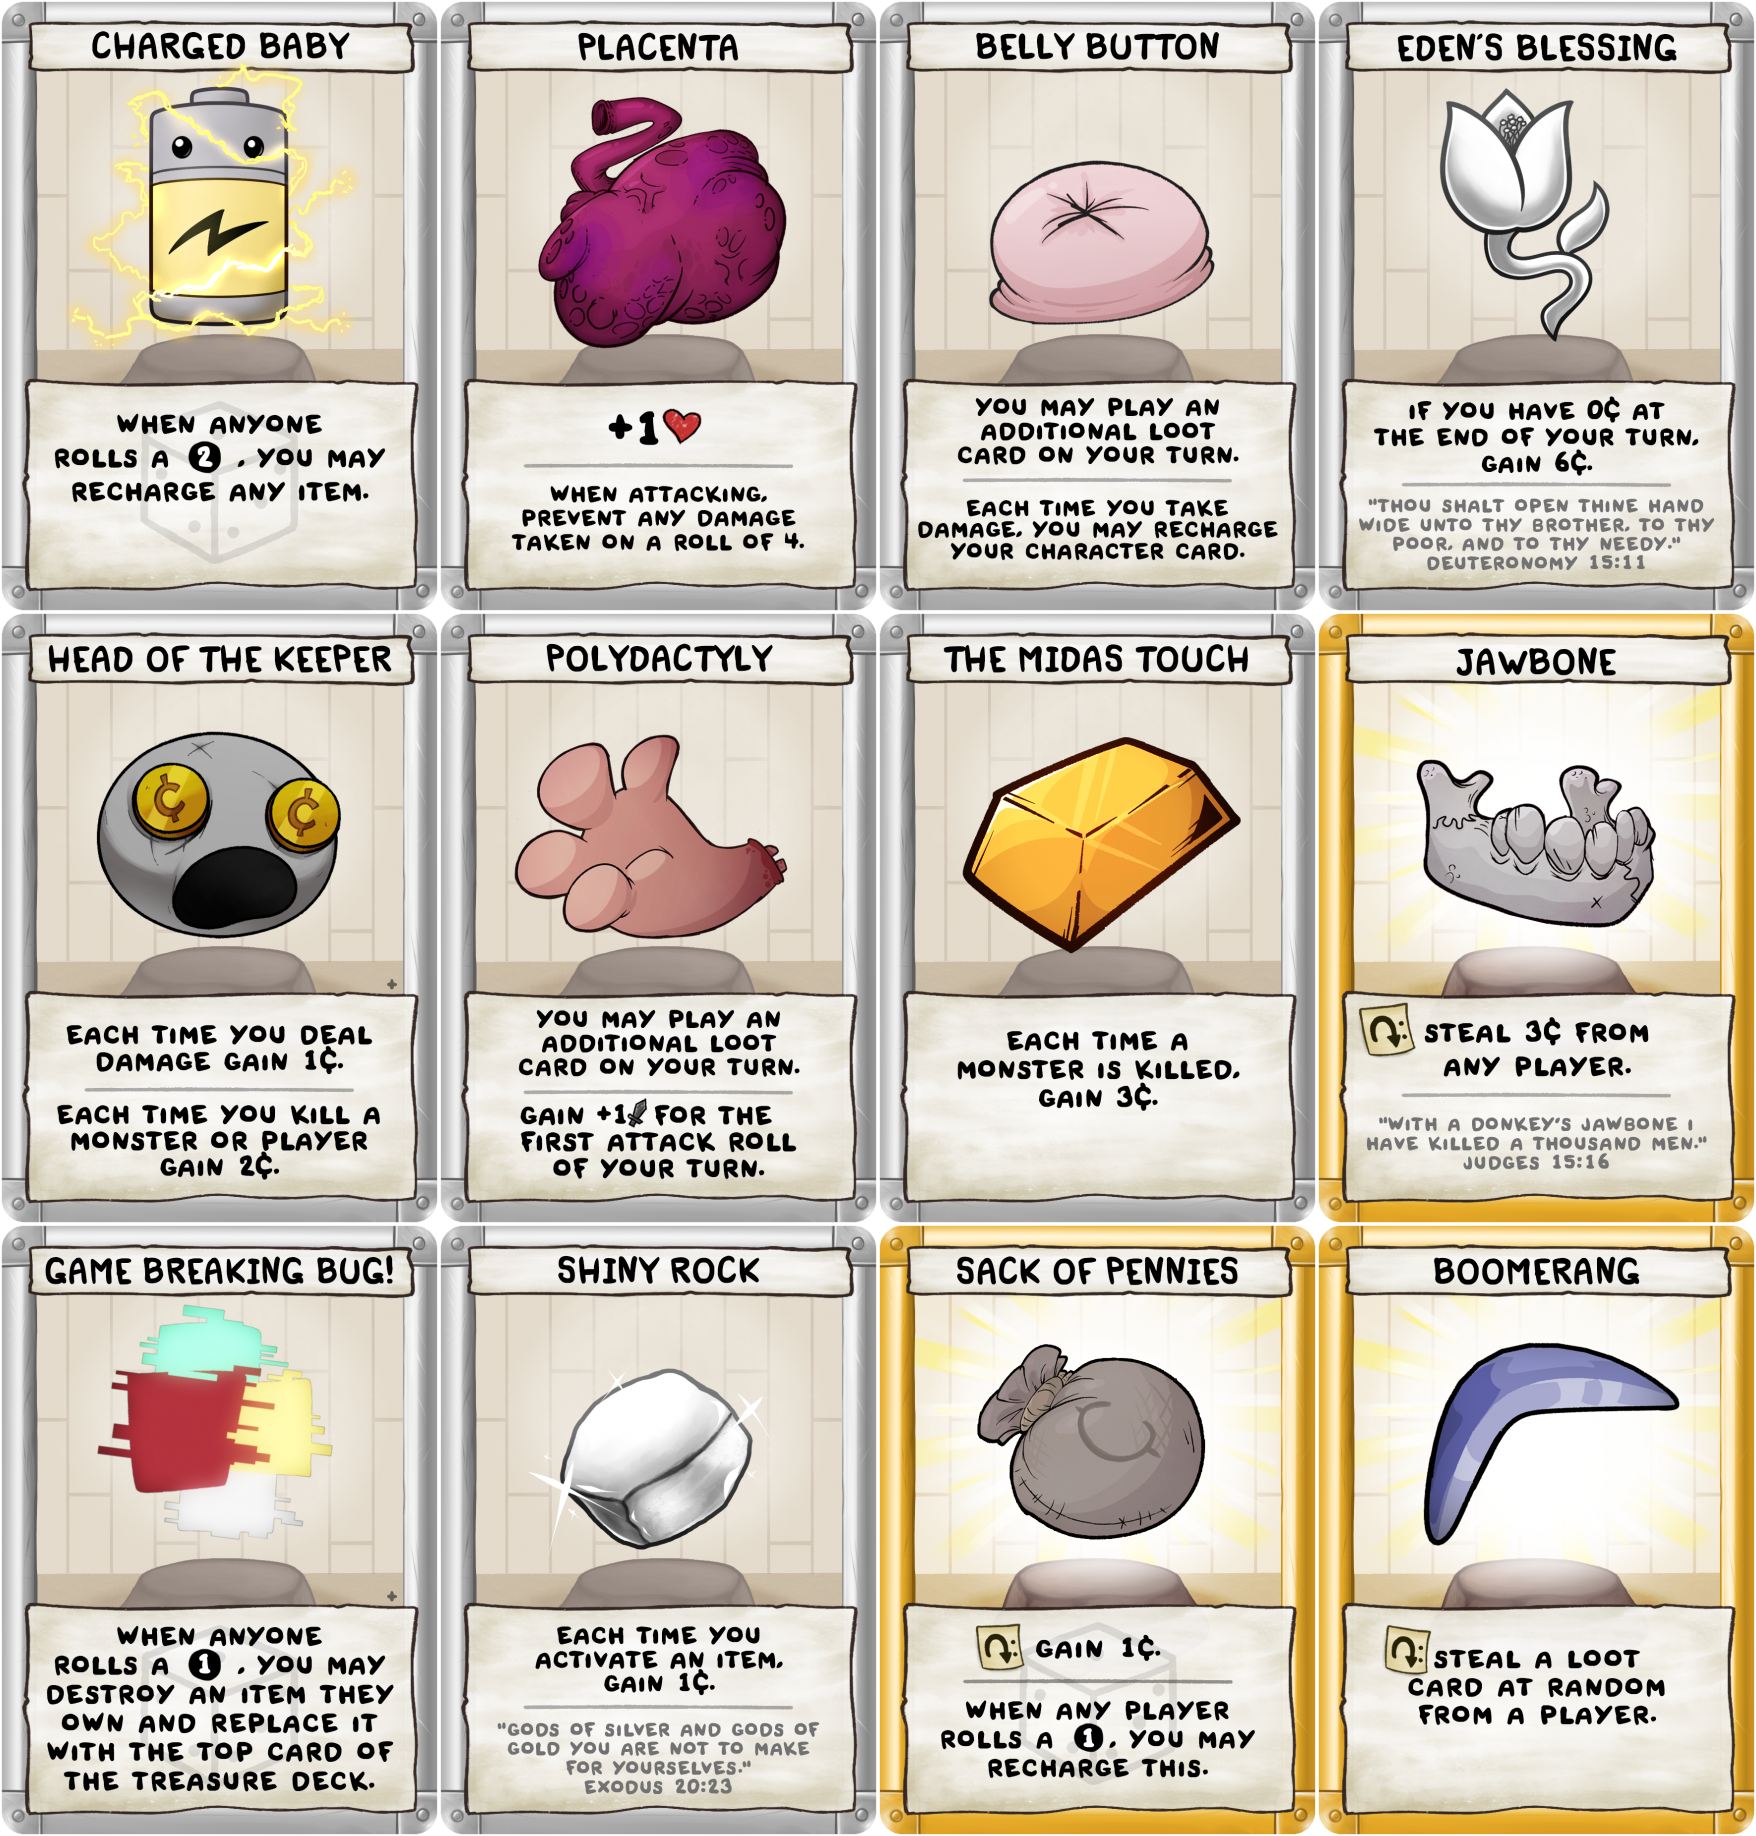 CHARGED BABY
WHEN ANYONE
ROLLS A 2, YOU MAY
RECHARGE ANY ITEM.
PLACENTA
+1
WHEN ATTACKING,
PREVENT ANY DAMAGE
TAKEN ON A ROLL OF 4.
BELLY BUTTON
YOU MAY PLAY AN
ADDITIONAL LOOT
CARD ON YOUR TURN.
EACH TIME YOU TAKE
DAMAGE, YOU MAY RECHARGE
YOUR CHARACTER CARD.
EDEN'S BLESSING
IF YOU HAVE 0¢ AT
THE END OF YOUR TURN,
GAIN 6¢.
"THOU SHALT OPEN THINE HAND
WIDE UNTO THY BROTHER, TO THY
POOR, AND TO THY NEEDY."
DEUTERONOMY 15:11
HEAD OF THE KEEPER
¢ ¢
EACH TIME YOU DEAL
DAMAGE GAIN 1¢.
EACH TIME YOU KILL A
MONSTER OR PLAYER
GAIN 2¢.
POLYDACTYLY
YOU MAY PLAY AN
ADDITIONAL LOOT
CARD ON YOUR TURN.
GAIN +1 FOR THE
FIRST ATTACK ROLL
OF YOUR TURN.
THE MIDAS TOUCH
EACH TIME A
MONSTER IS KILLED,
GAIN 3¢.
JAWBONE
STEAL 3¢ FROM
ANY PLAYER.
"WITH A DONKEY'S JAWBONE I
HAVE KILLED A THOUSAND MEN."
JUDGES 15:16
GAME BREAKING BUG!
WHEN ANYONE
ROLLS A 1, YOU MAY
DESTROY AN ITEM THEY
OWN AND REPLACE IT
WITH THE TOP CARD OF
THE TREASURE DECK.
SHINY ROCK
EACH TIME YOU
ACTIVATE AN ITEM,
GAIN 1¢.
"GODS OF SILVER AND GODS OF
GOLD YOU ARE NOT TO MAKE
FOR YOURSELVES."
EXODUS 20:23
SACK OF PENNIES
GAIN 1¢.
WHEN ANY PLAYER
ROLLS A 1, YOU MAY
RECHARGE THIS.
BOOMERANG
STEAL A LOOT
CARD AT RANDOM
FROM A PLAYER.